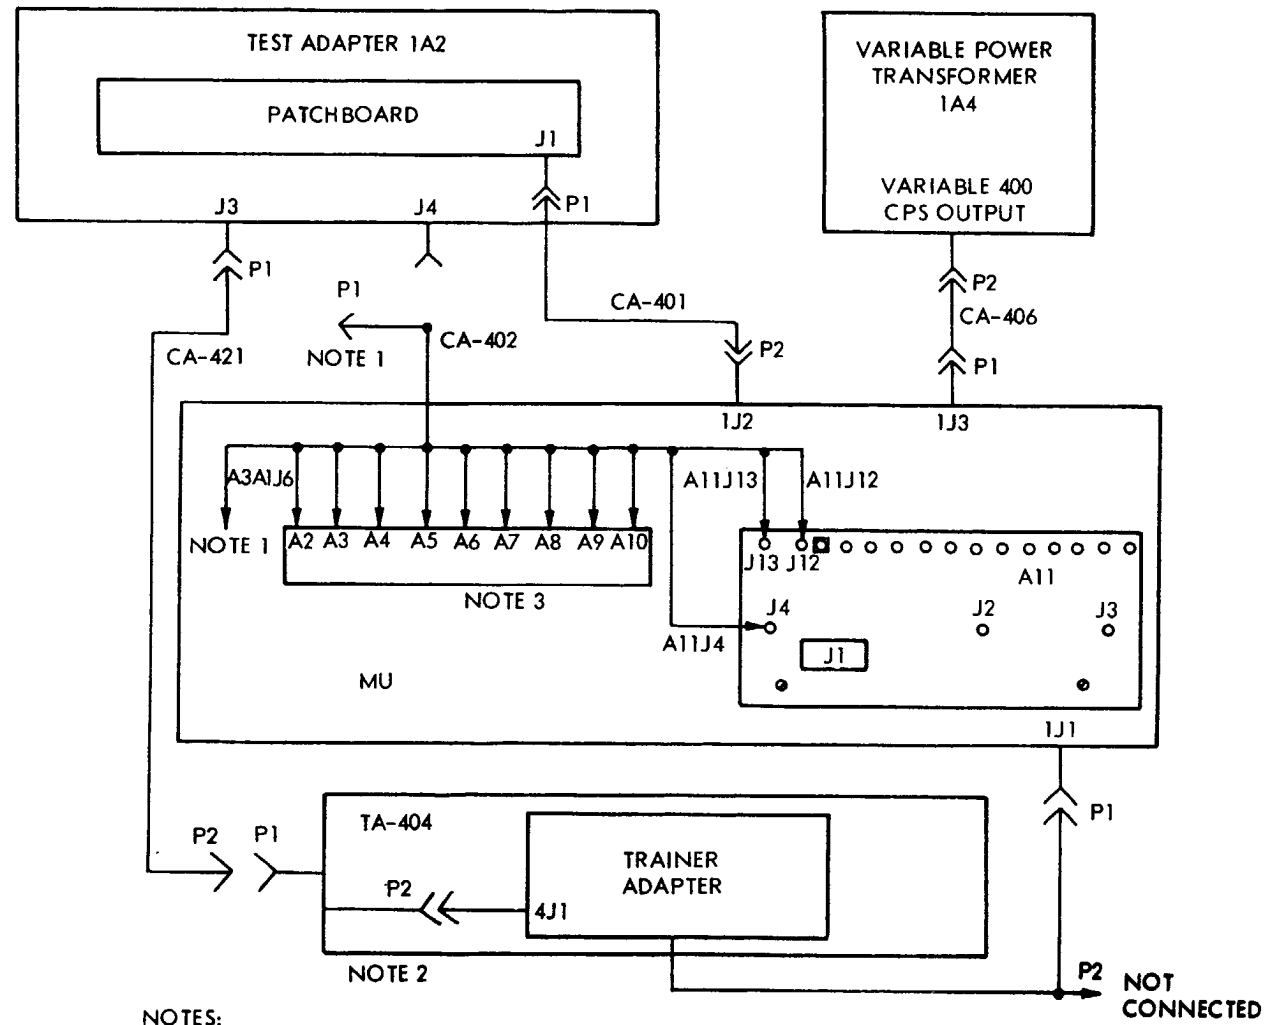 TEST ADAPTER 1A2
PATCHBOARD
J1
J3
J4
P1
P1
VARIABLE POWER
TRANSFORMER
1A4
VARIABLE 400
CPS OUTPUT
P2
CA-406
P1
P1
NOTE 1
CA-402
CA-401
P2
CA-421
1J2
1J3
A3A1J6
NOTE 1
A2 A3 A4 A5 A6 A7 A8 A9 A10
NOTE 3
A11J13
A11J12
J13 J12
A11
J4
J2
J3
A11J4
J1
MU
1J1
P1
P2
P1
TA-404
TRAINER
ADAPTER
P2
4J1
NOTE 2
P2
NOT
CONNECTED
NOTES: